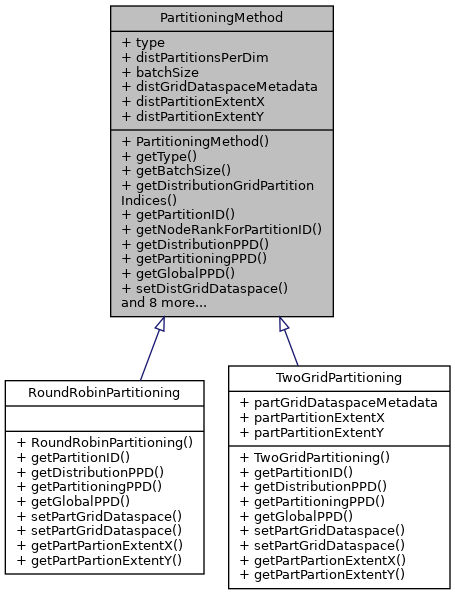 PartitioningMethod
+ type
+ distPartitionsPerDim
+ batchSize
+ distGridDataspaceMetadata
+ distPartitionExtentX
+ distPartitionExtentY
+ PartitioningMethod()
+ getType()
+ getBatchSize()
+ getDistributionGridPartition
Indices()
+ getPartitionID()
+ getNodeRankForPartitionID()
+ getDistributionPPD()
+ getPartitioningPPD()
+ getGlobalPPD()
+ setDistGridDataspace()
and 8 more...
RoundRobinPartitioning
+ RoundRobinPartitioning()
+ getPartitionID()
+ getDistributionPPD()
+ getPartitioningPPD()
+ getGlobalPPD()
+ setPartGridDataspace()
+ setPartGridDataspace()
+ getPartPartionExtentX()
+ getPartPartionExtentY()
TwoGridPartitioning
+ partGridDataspaceMetadata
+ partPartitionExtentX
+ partPartitionExtentY
+ TwoGridPartitioning()
+ getPartitionID()
+ getDistributionPPD()
+ getPartitioningPPD()
+ getGlobalPPD()
+ setPartGridDataspace()
+ setPartGridDataspace()
+ getPartPartionExtentX()
+ getPartPartionExtentY()